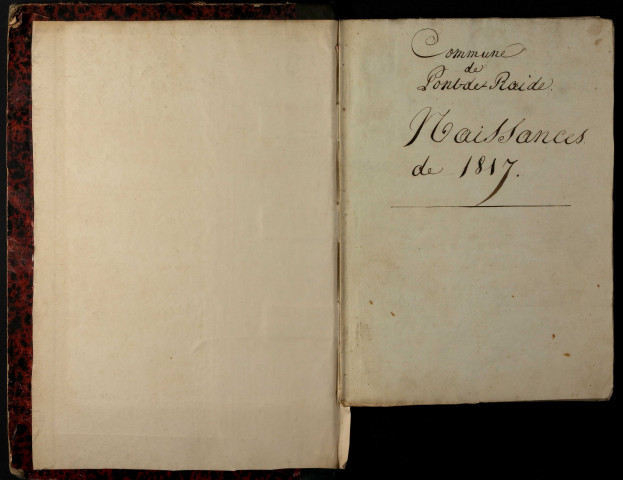 Commune
de
Pont de Roide.
Naissances
de 1817.